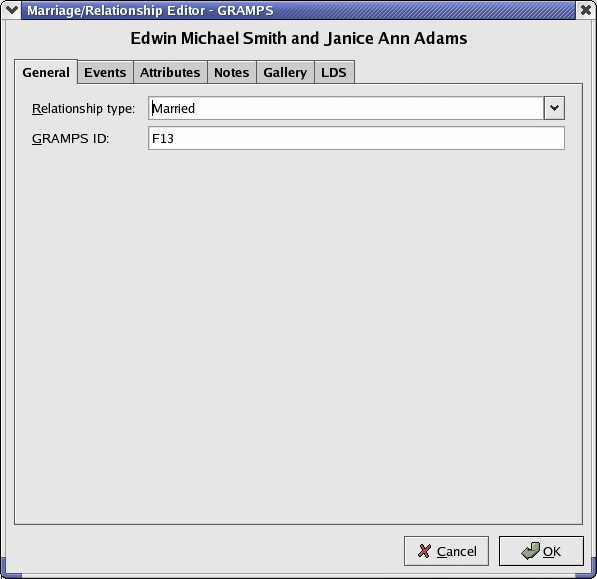 Marriage/Relationship Editor - GRAMPS
Edwin Michael Smith and Janice Ann Adams
General Events Attributes Notes Gallery LDS
Relationship type: Married
GRAMPS ID: F13
Cancel OK